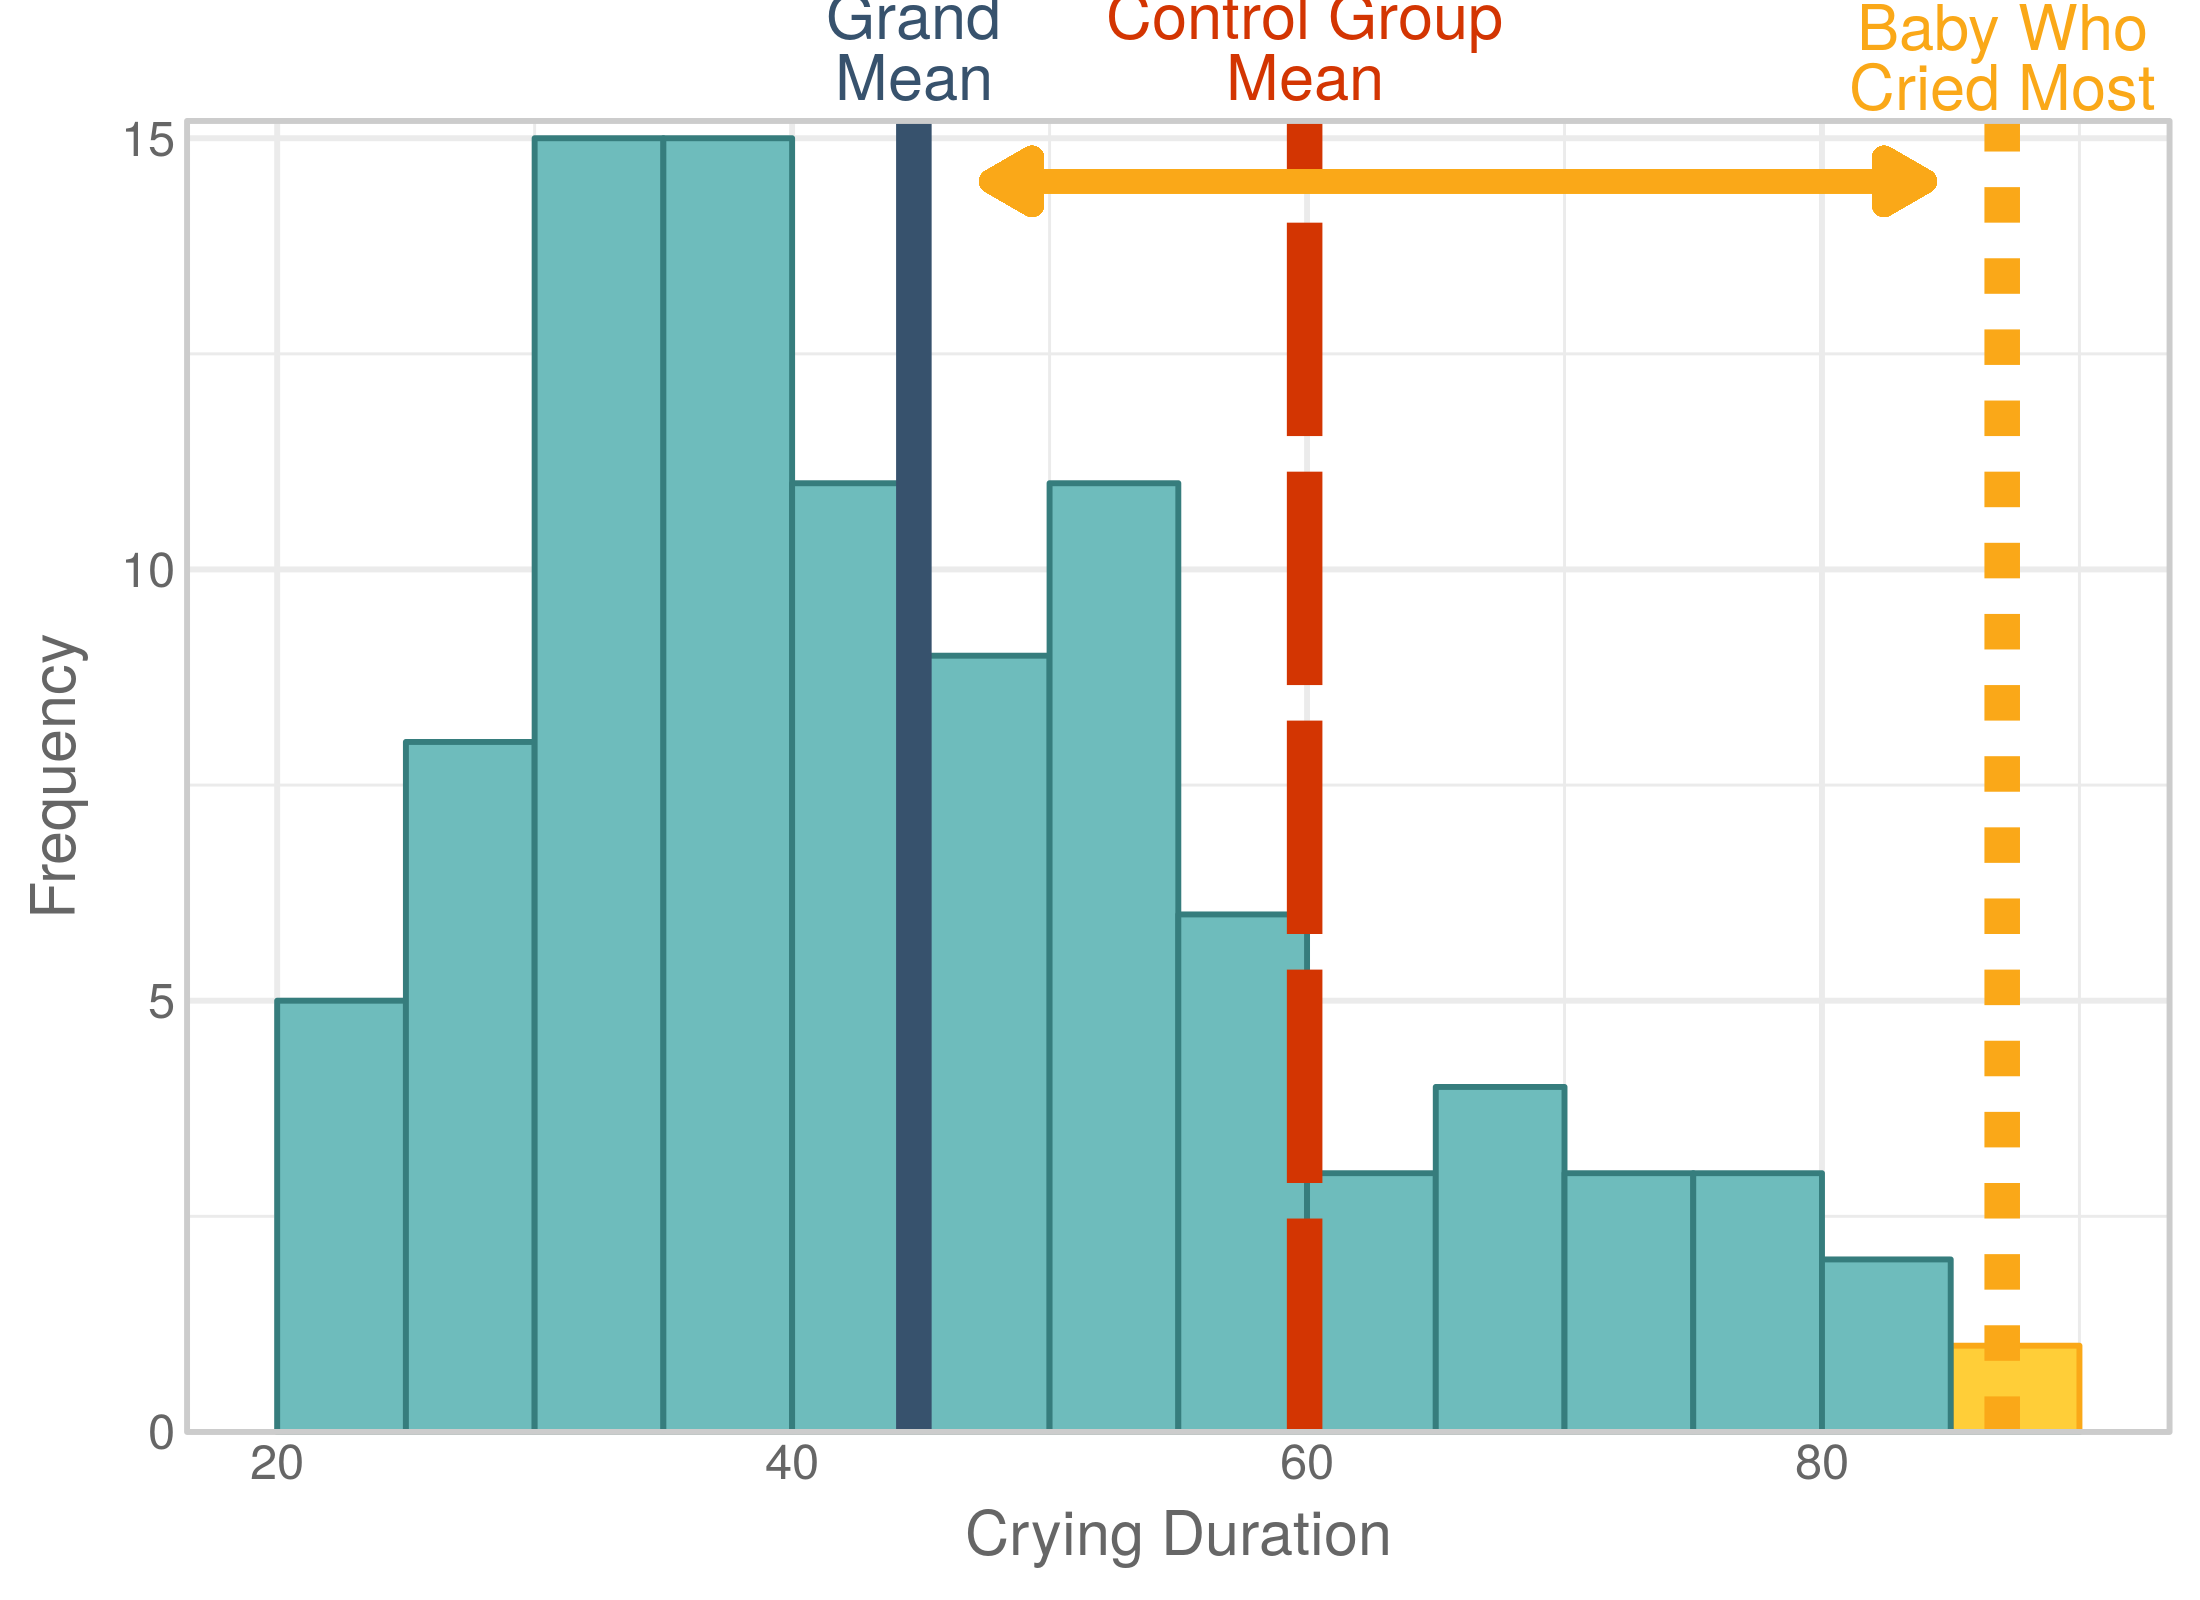 Grand
Mean
Control Group
Mean
Baby Who
Cried Most
15
10
5
0
Frequency
20
40
60
80
Crying Duration